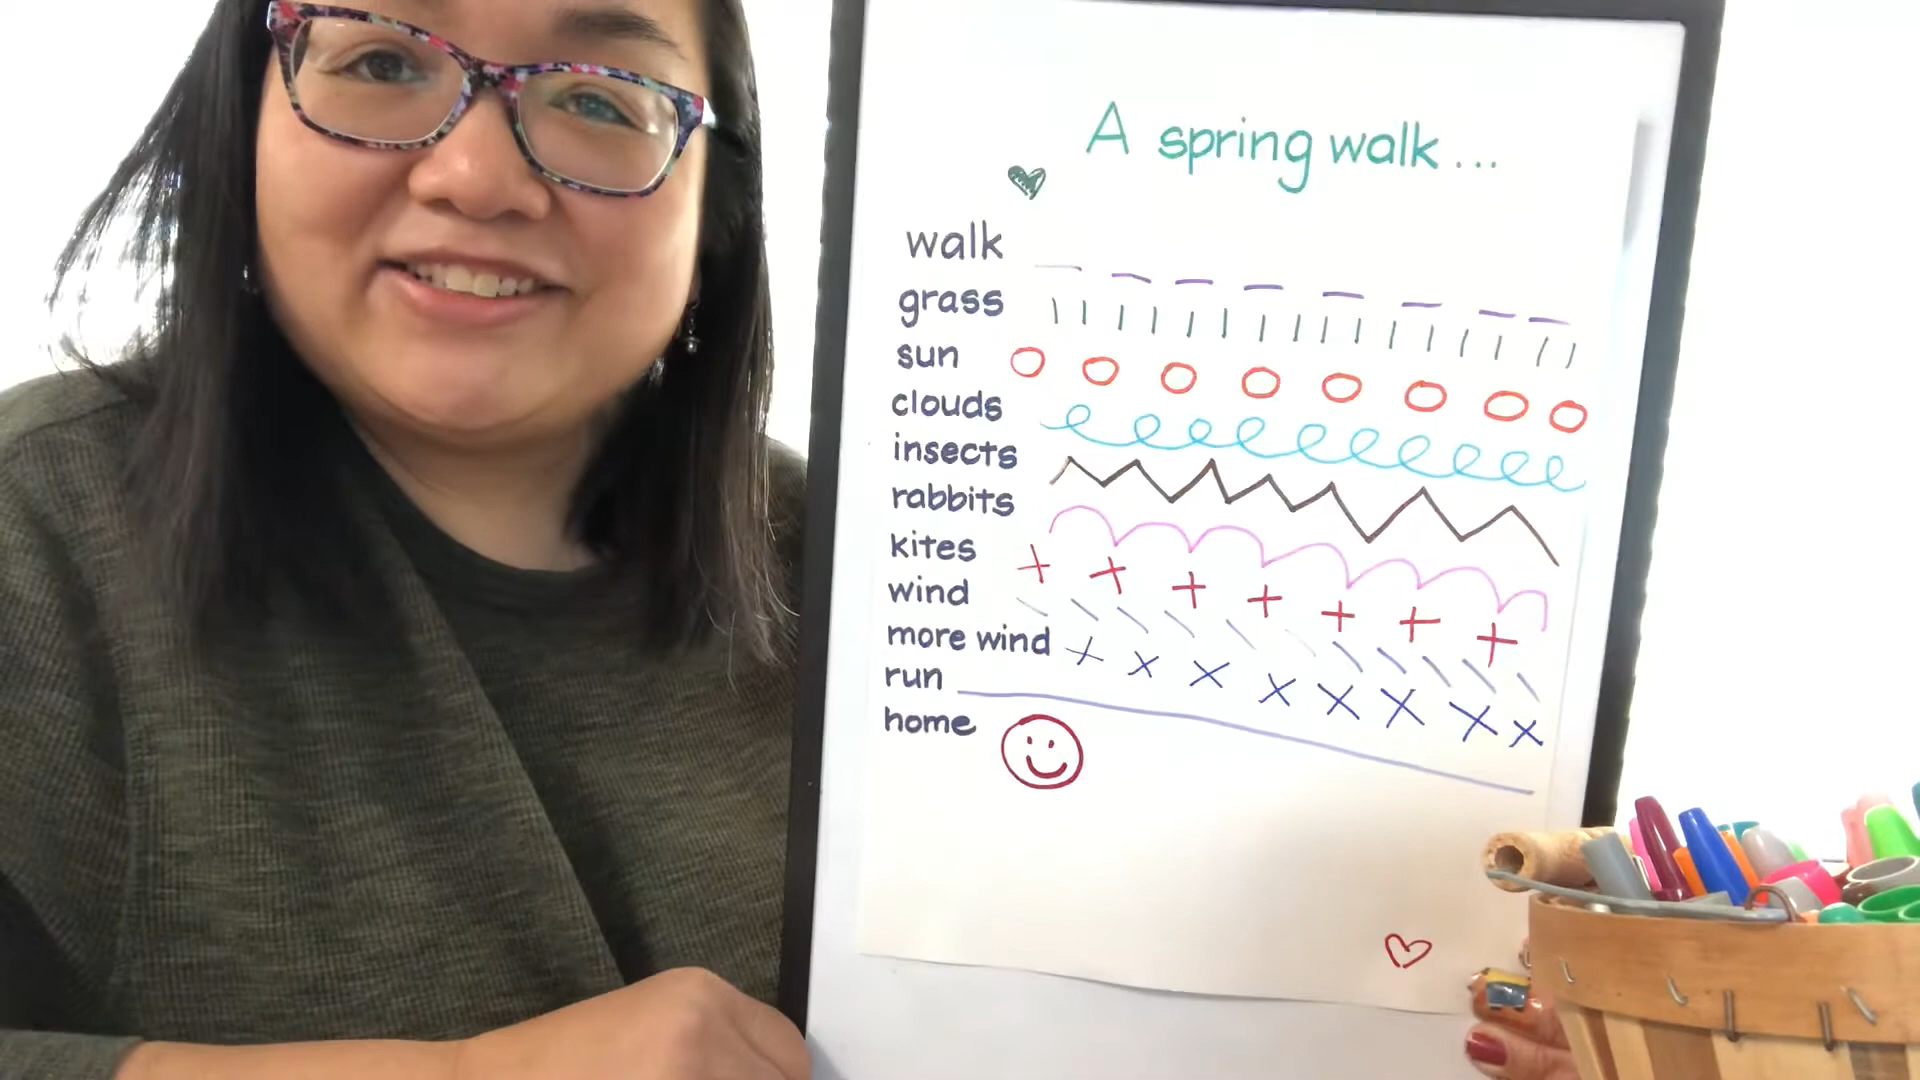 A spring walk...
walk
grass
sun
clouds
insects
rabbits
kites
wind
more wind
run
home